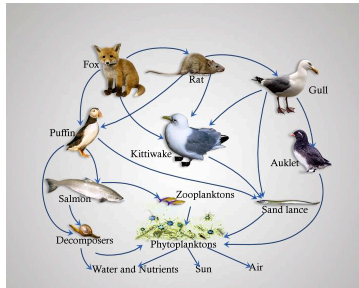 Fox
Rat
Gull
Puffin
Kittiwake
Auklet
Salmon
Zooplanktons
Sand lance
Decomposers
Phytoplanktons
Water and Nutrients
Sun
Air